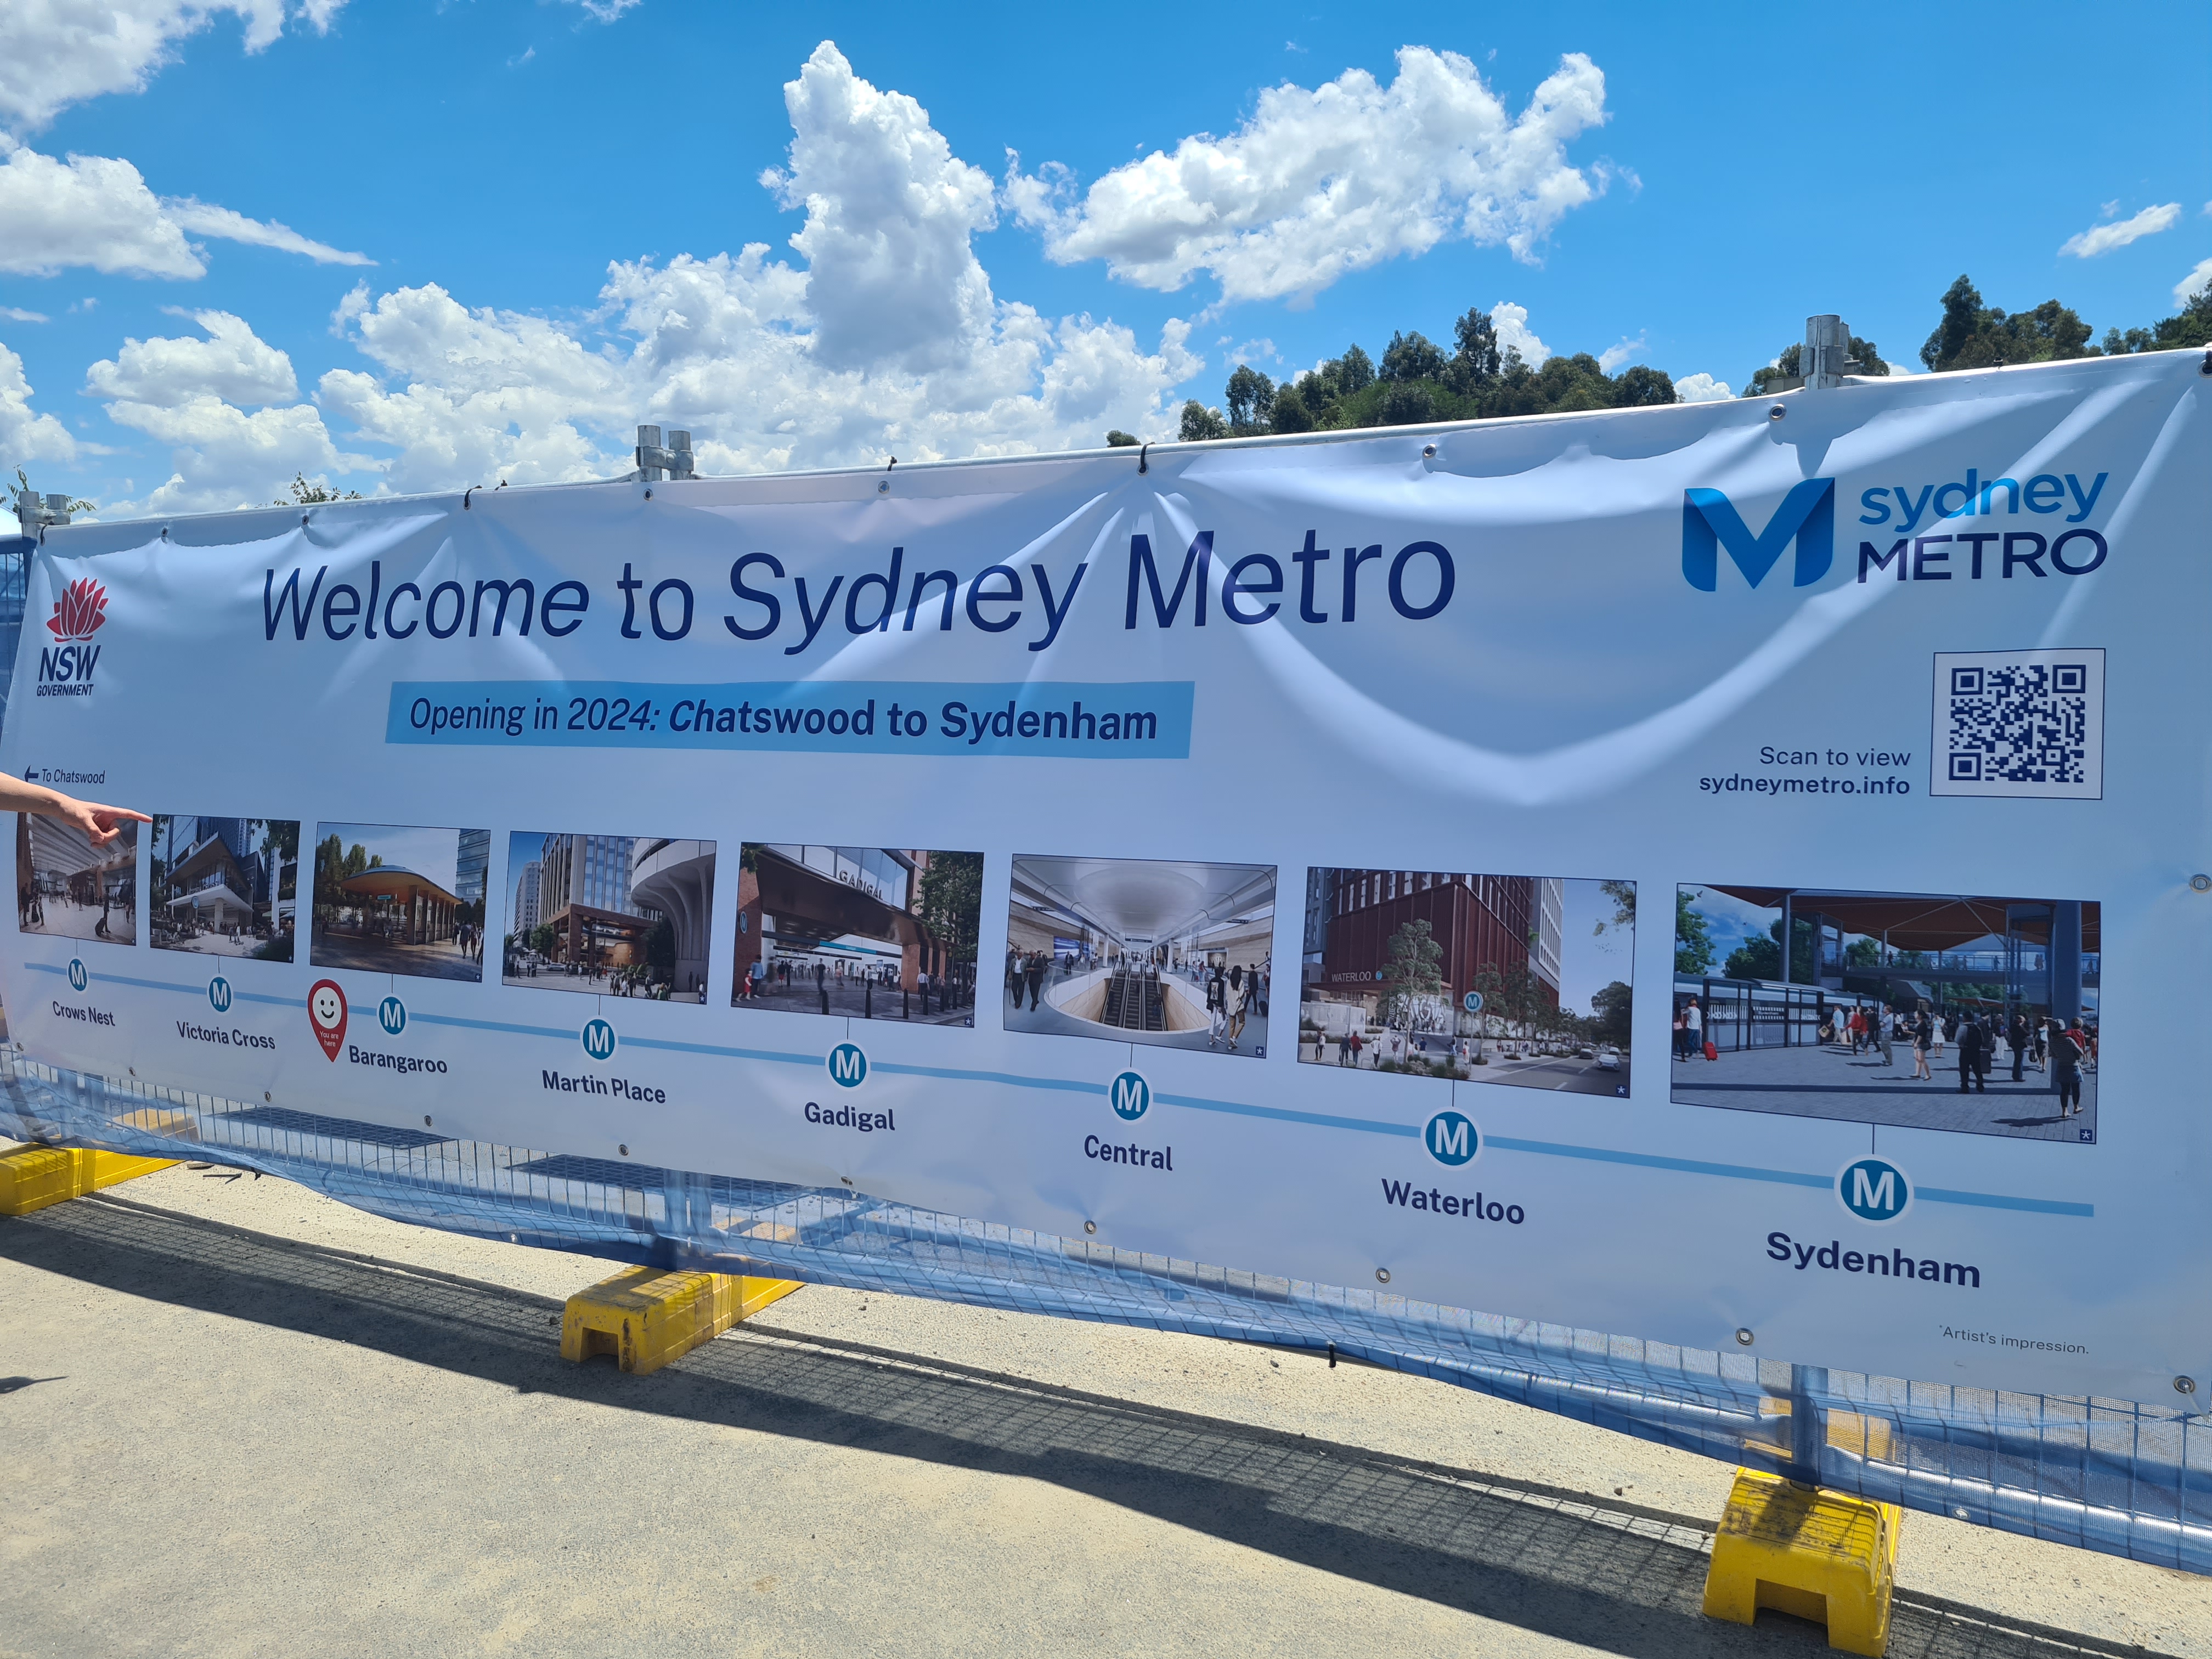 Welcome to Sydney Metro
sydney
METRO
NSW
GOVERNMENT
Opening in 2024: Chatswood to Sydenham
Scan to view
sydneymetro.info
← To Chatswood
GADIGAL
WATERLOO
M
M
M
M
M
M
M
M
M
You are
here
Crows Nest
Victoria Cross
Barangaroo
Martin Place
Gadigal
Central
Waterloo
Sydenham
*Artist's impression.